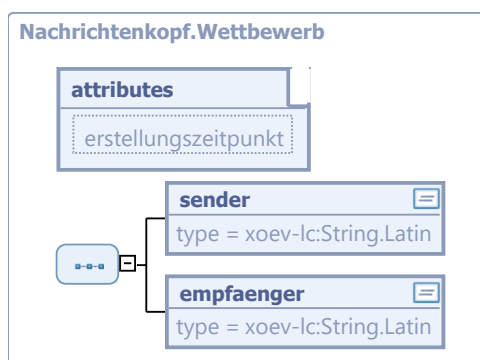 Nachrichtenkopf.Wettbewerb
attributes
erstellungszeitpunkt
sender
type = xoev-lc:String.Latin
empfaenger
type = xoev-lc:String.Latin